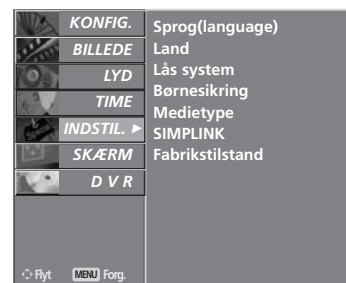 KONFIG.
BILLEDE
LYD
TIME
INDSTIL. ►
SKÆRM
D V R
Sprog(language)
Land
Lås system
Børnesikring
Medietype
SIMPLINK
Fabrikstilstand
Flyt MENU Forg.